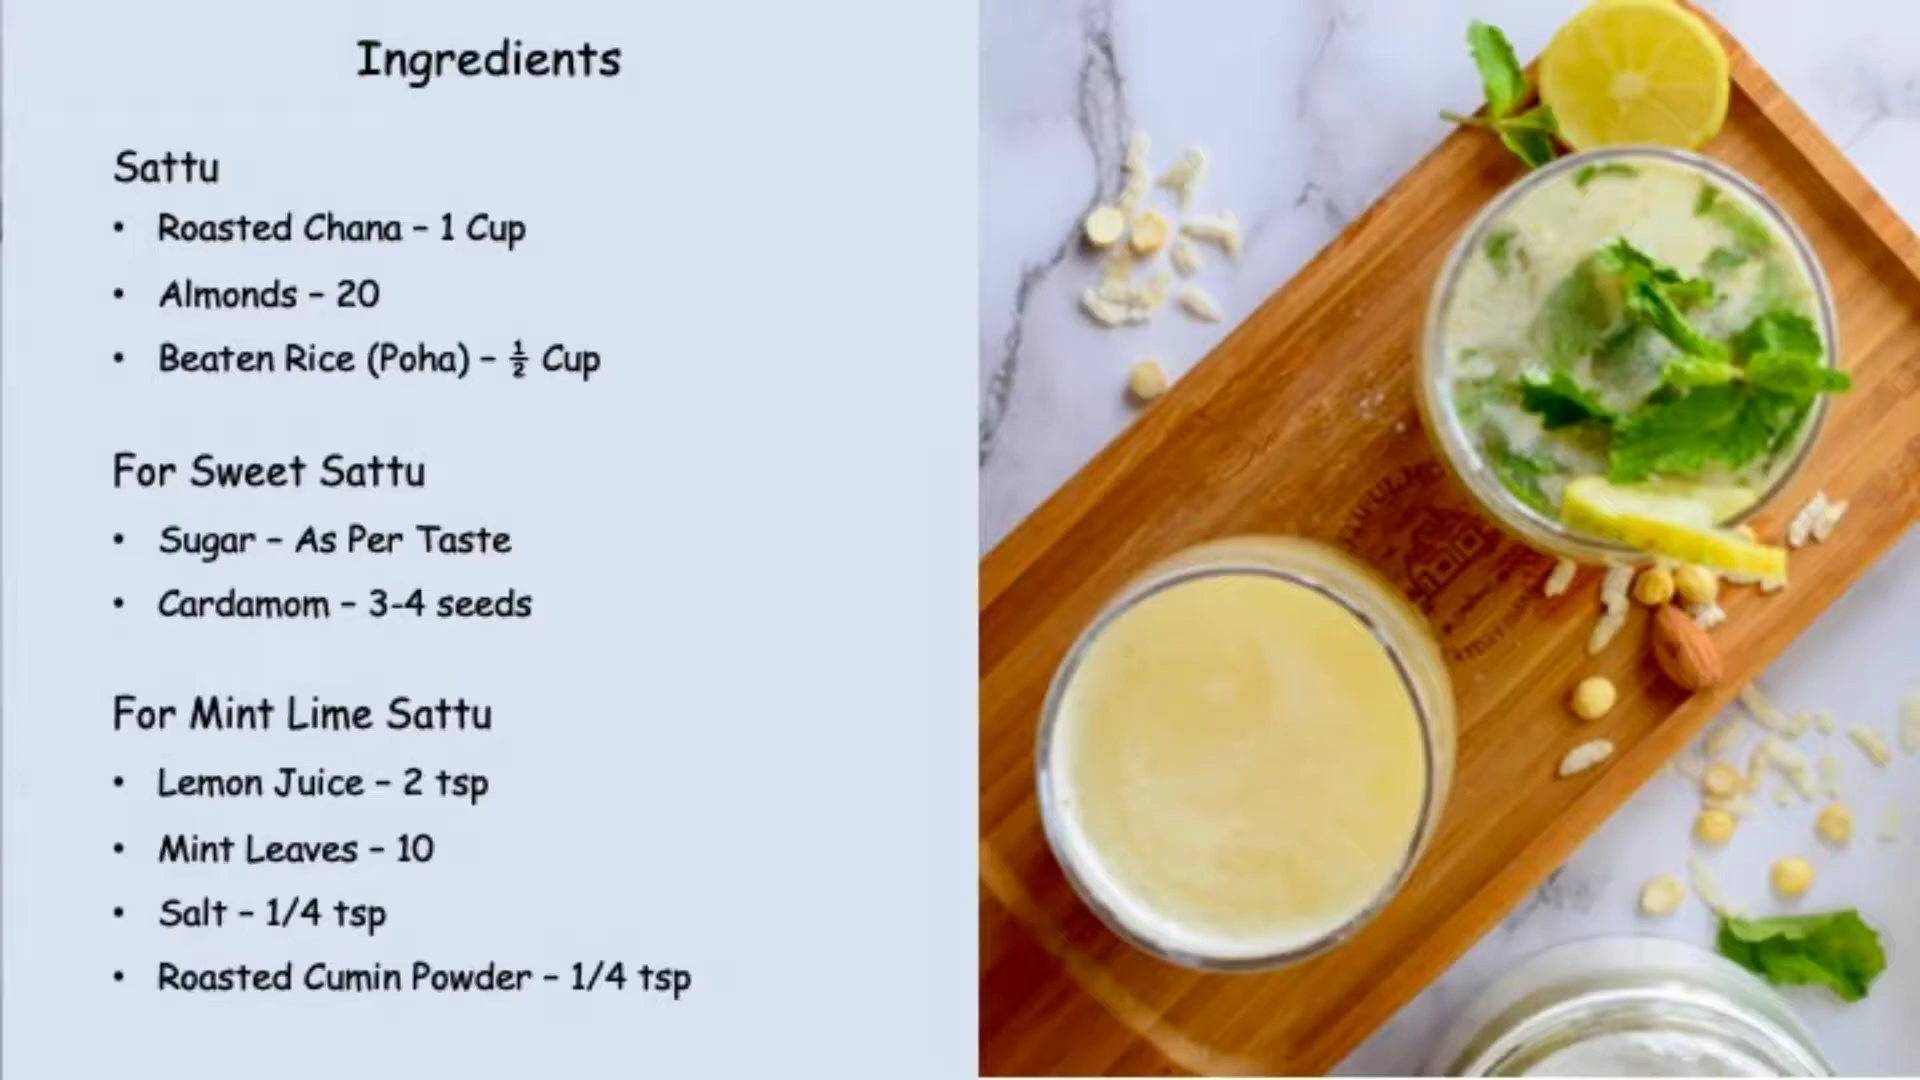 Ingredients
Sattu
• Roasted Chana – 1 Cup
• Almonds – 20
• Beaten Rice (Poha) – ½ Cup
For Sweet Sattu
• Sugar – As Per Taste
• Cardamom – 3-4 seeds
For Mint Lime Sattu
• Lemon Juice – 2 tsp
• Mint Leaves – 10
• Salt – 1/4 tsp
• Roasted Cumin Powder – 1/4 tsp